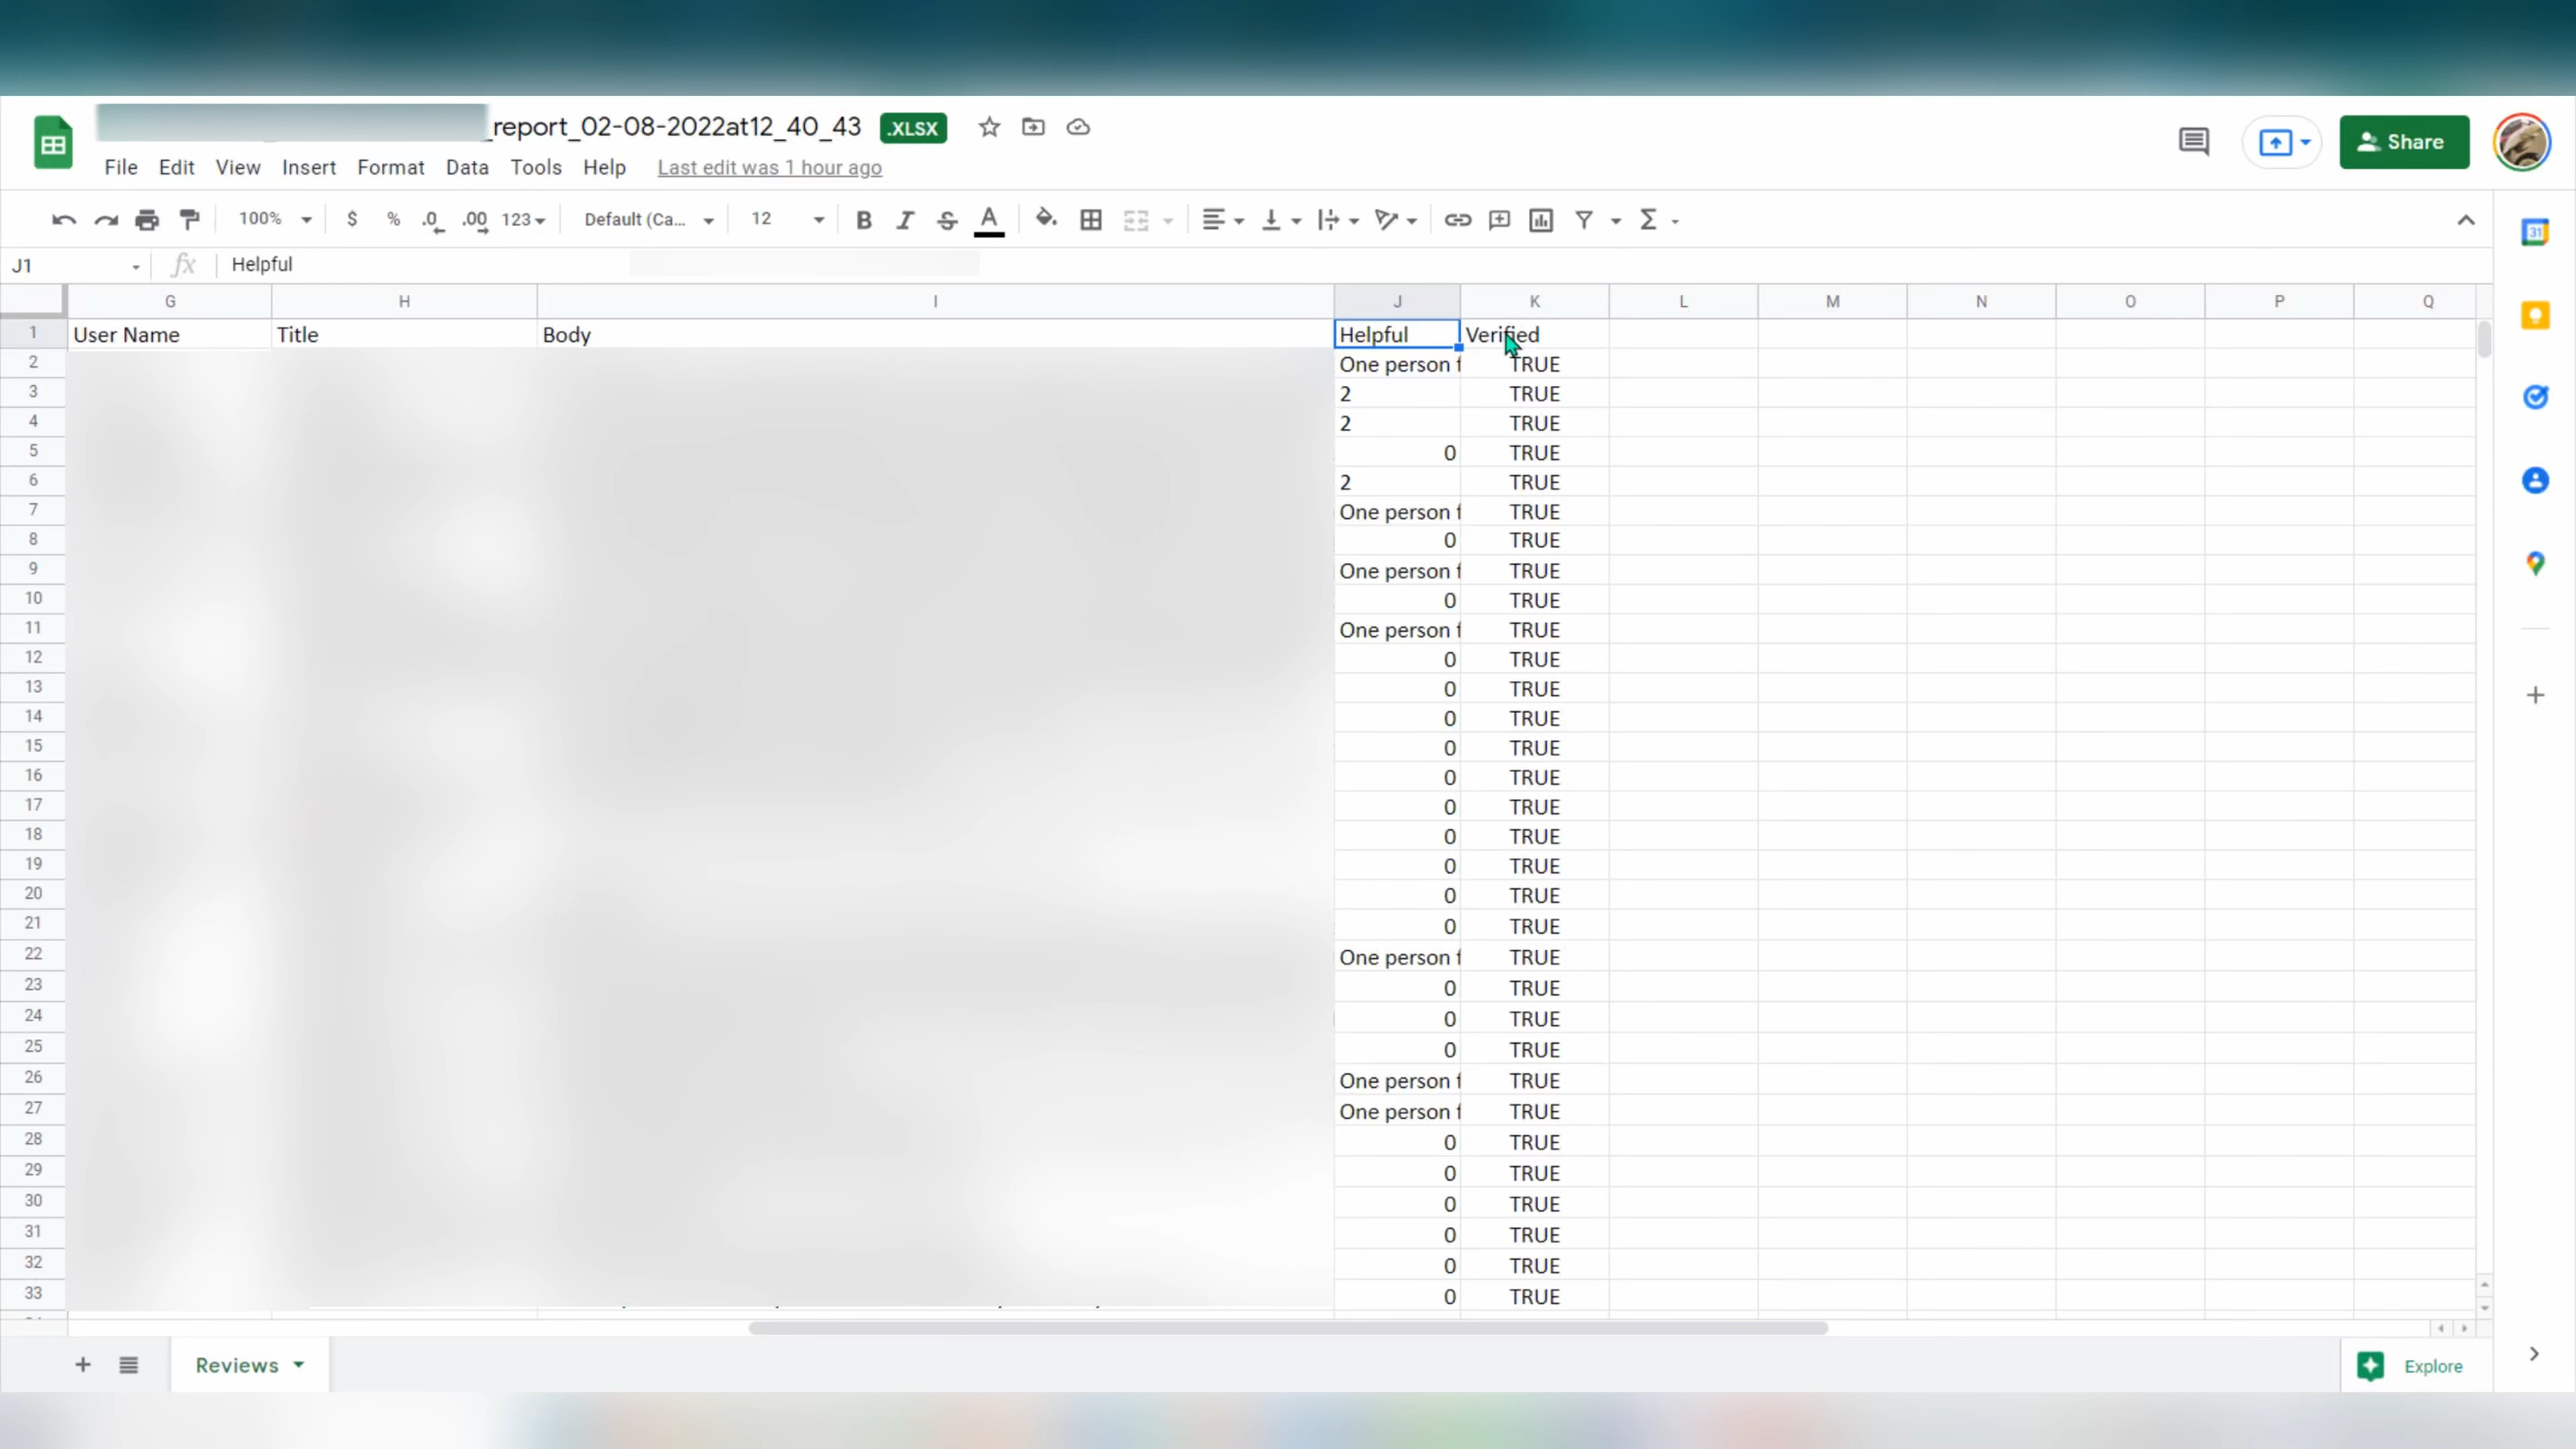 _report_02-08-2022at12_40_43 .XLSX
File Edit View Insert Format Data Tools Help Last edit was 1 hour ago
Share
100% $ % .0 .00 123 Default (Ca... 12 B I S A Σ
31
J1 fx Helpful
G H I J K L M N O P Q
1 User Name Title Body Helpful Verified
2 One person f TRUE
3 2 TRUE
4 2 TRUE
5 0 TRUE
6 2 TRUE
7 One person f TRUE
8 0 TRUE
9 One person f TRUE
10 0 TRUE
11 One person f TRUE
12 0 TRUE
13 0 TRUE
14 0 TRUE
15 0 TRUE
16 0 TRUE
17 0 TRUE
18 0 TRUE
19 0 TRUE
20 0 TRUE
21 0 TRUE
22 One person f TRUE
23 0 TRUE
24 0 TRUE
25 0 TRUE
26 One person f TRUE
27 One person f TRUE
28 0 TRUE
29 0 TRUE
30 0 TRUE
31 0 TRUE
32 0 TRUE
33 0 TRUE
Reviews Explore